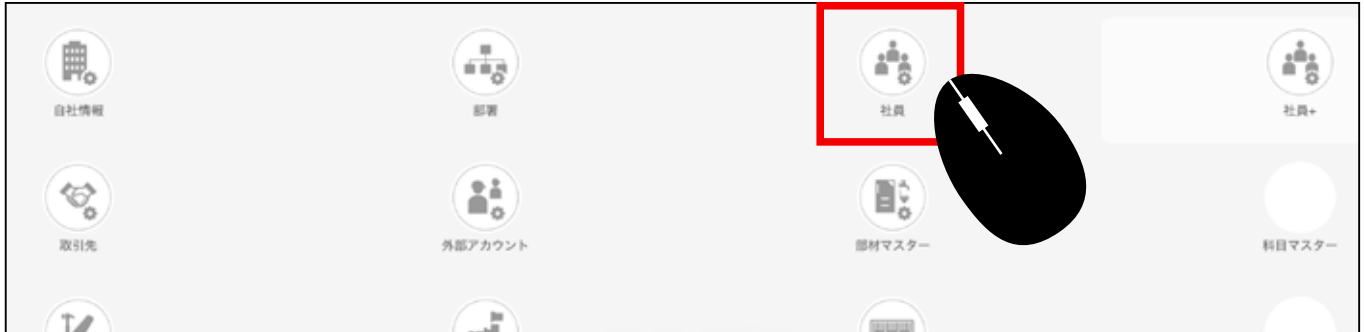 自社情報
部署
社員
社員+
取引先
外部アカウント
部材マスター
科目マスター